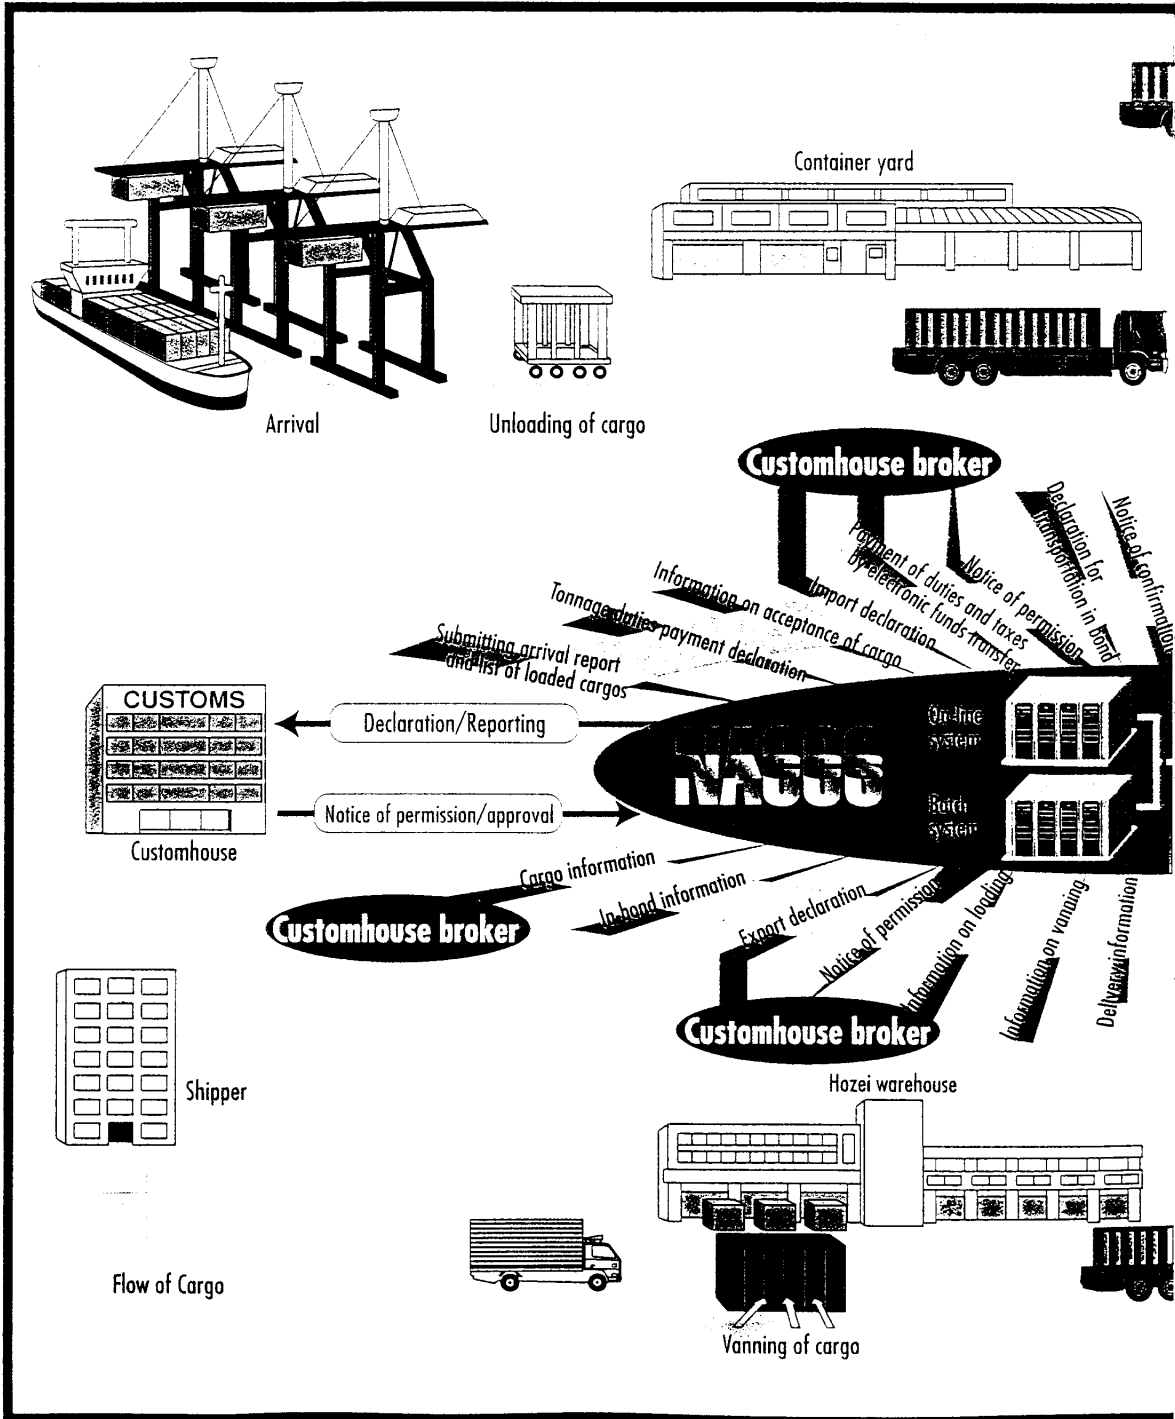 Container yard
Arrival
Unloading of cargo
Customhouse broker
Submitting arrival report
and list of loaded cargos
Tonnage duties payment declaration
Information on acceptance of cargo
Import declaration
Payment of duties and taxes
by electronic funds transfer
Notice of permission
Declaration for
transportation in bond
Notice of confirmation
CUSTOMS
Declaration/Reporting
Notice of permission/approval
Customhouse
NACCS
On-line
system
Batch
system
Cargo information
Customhouse broker
In-bond information
Export declaration
Notice of permission
Information on loading
Information on vanning
Delivery information
Customhouse broker
Shipper
Hozei warehouse
Flow of Cargo
Vanning of cargo